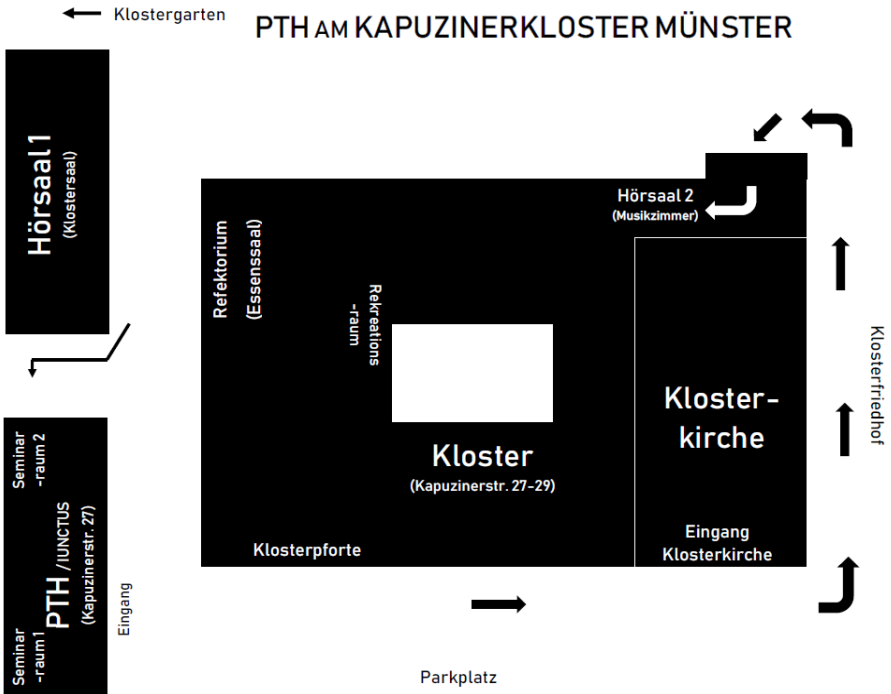 Klostergarten
PTH AM KAPUZINERKLOSTER MÜNSTER
Hörsaal 1
(Klostersaal)
Hörsaal 2
(Musikzimmer)
Refektorium
(Essenssaal)
Rekreations
-raum
Kloster
(Kapuzinerstr. 27-29)
Kloster-
kirche
Klosterfriedhof
Seminar
-raum 2
PTH / IUNCTUS
(Kapuzinerstr. 27)
Seminar
-raum 1
Eingang
Klosterpforte
Eingang
Klosterkirche
Parkplatz